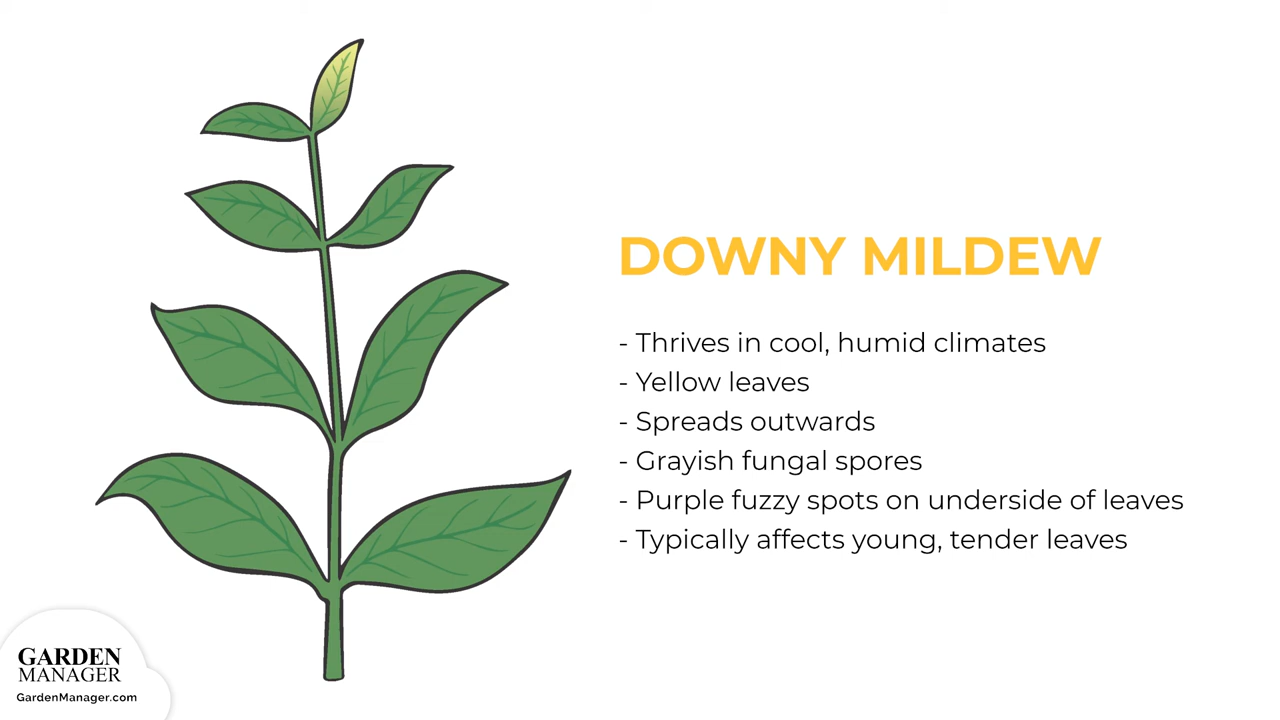 DOWNY MILDEW
- Thrives in cool, humid climates
- Yellow leaves
- Spreads outwards
- Grayish fungal spores
- Purple fuzzy spots on underside of leaves
- Typically affects young, tender leaves
GARDEN
MANAGER
GardenManager.com